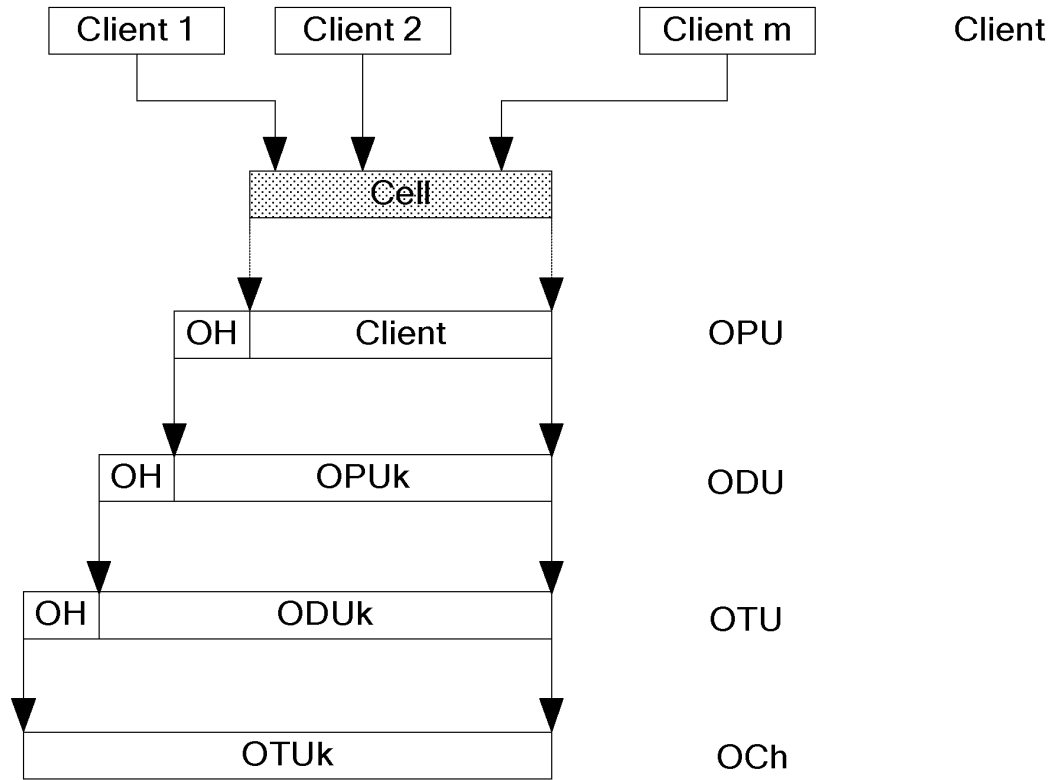 Client 1 Client 2 Client m Client
Cell
OH Client OPU
OH OPUk ODU
OH ODUk OTU
OTUk OCh